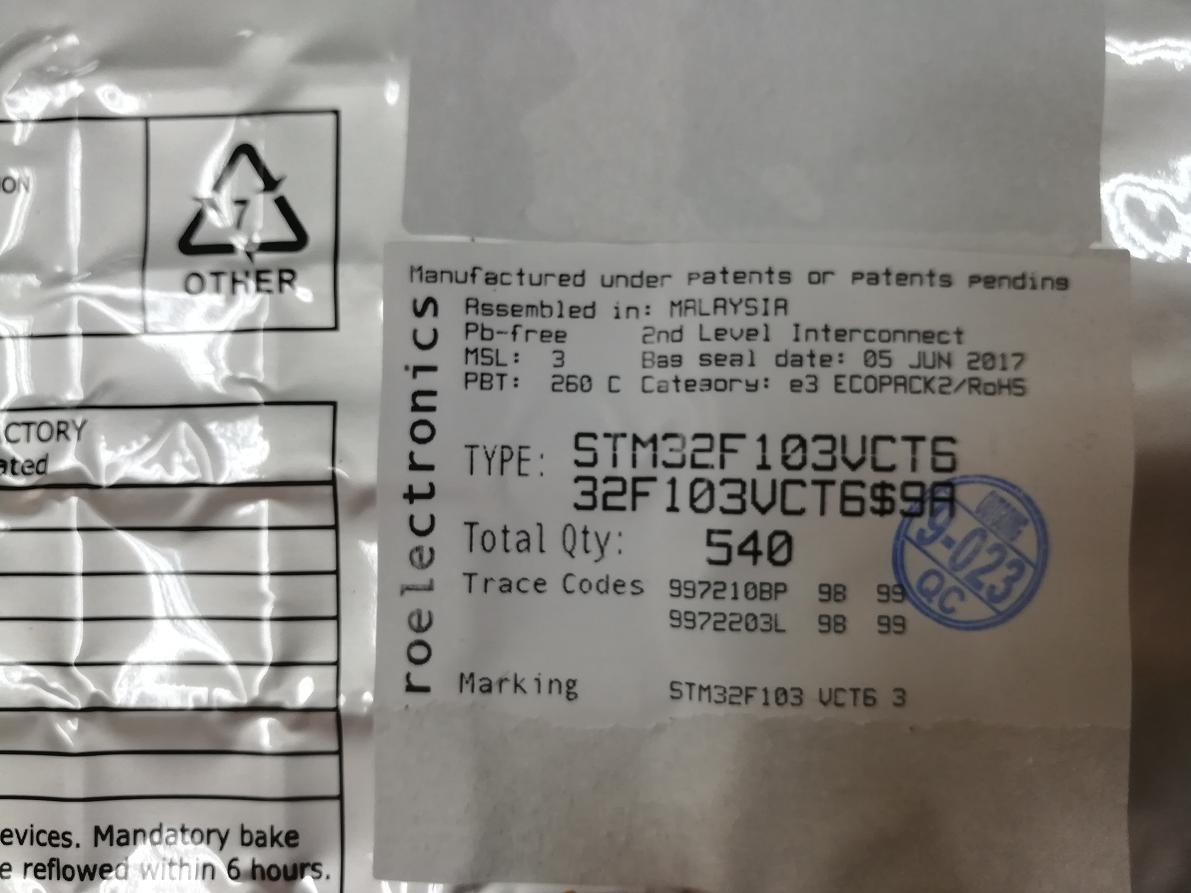 ON
7
OTHER
CTORY
ated
evices. Mandatory bake
e reflowed within 6 hours.
roelectronics
Manufactured under patents or patents pending
Assembled in: MALAYSIA
Pb-free 2nd Level Interconnect
MSL: 3 Bag seal date: 05 JUN 2017
PBT: 260 C Category: e3 ECOPACK2/RoHS
TYPE: STM32F103VCT6
32F103VCT6$9A
Total Qty: 540
Trace Codes 997210BP 98 99
9972203L 98 99
9-023
QC
Marking STM32F103 VCT6 3